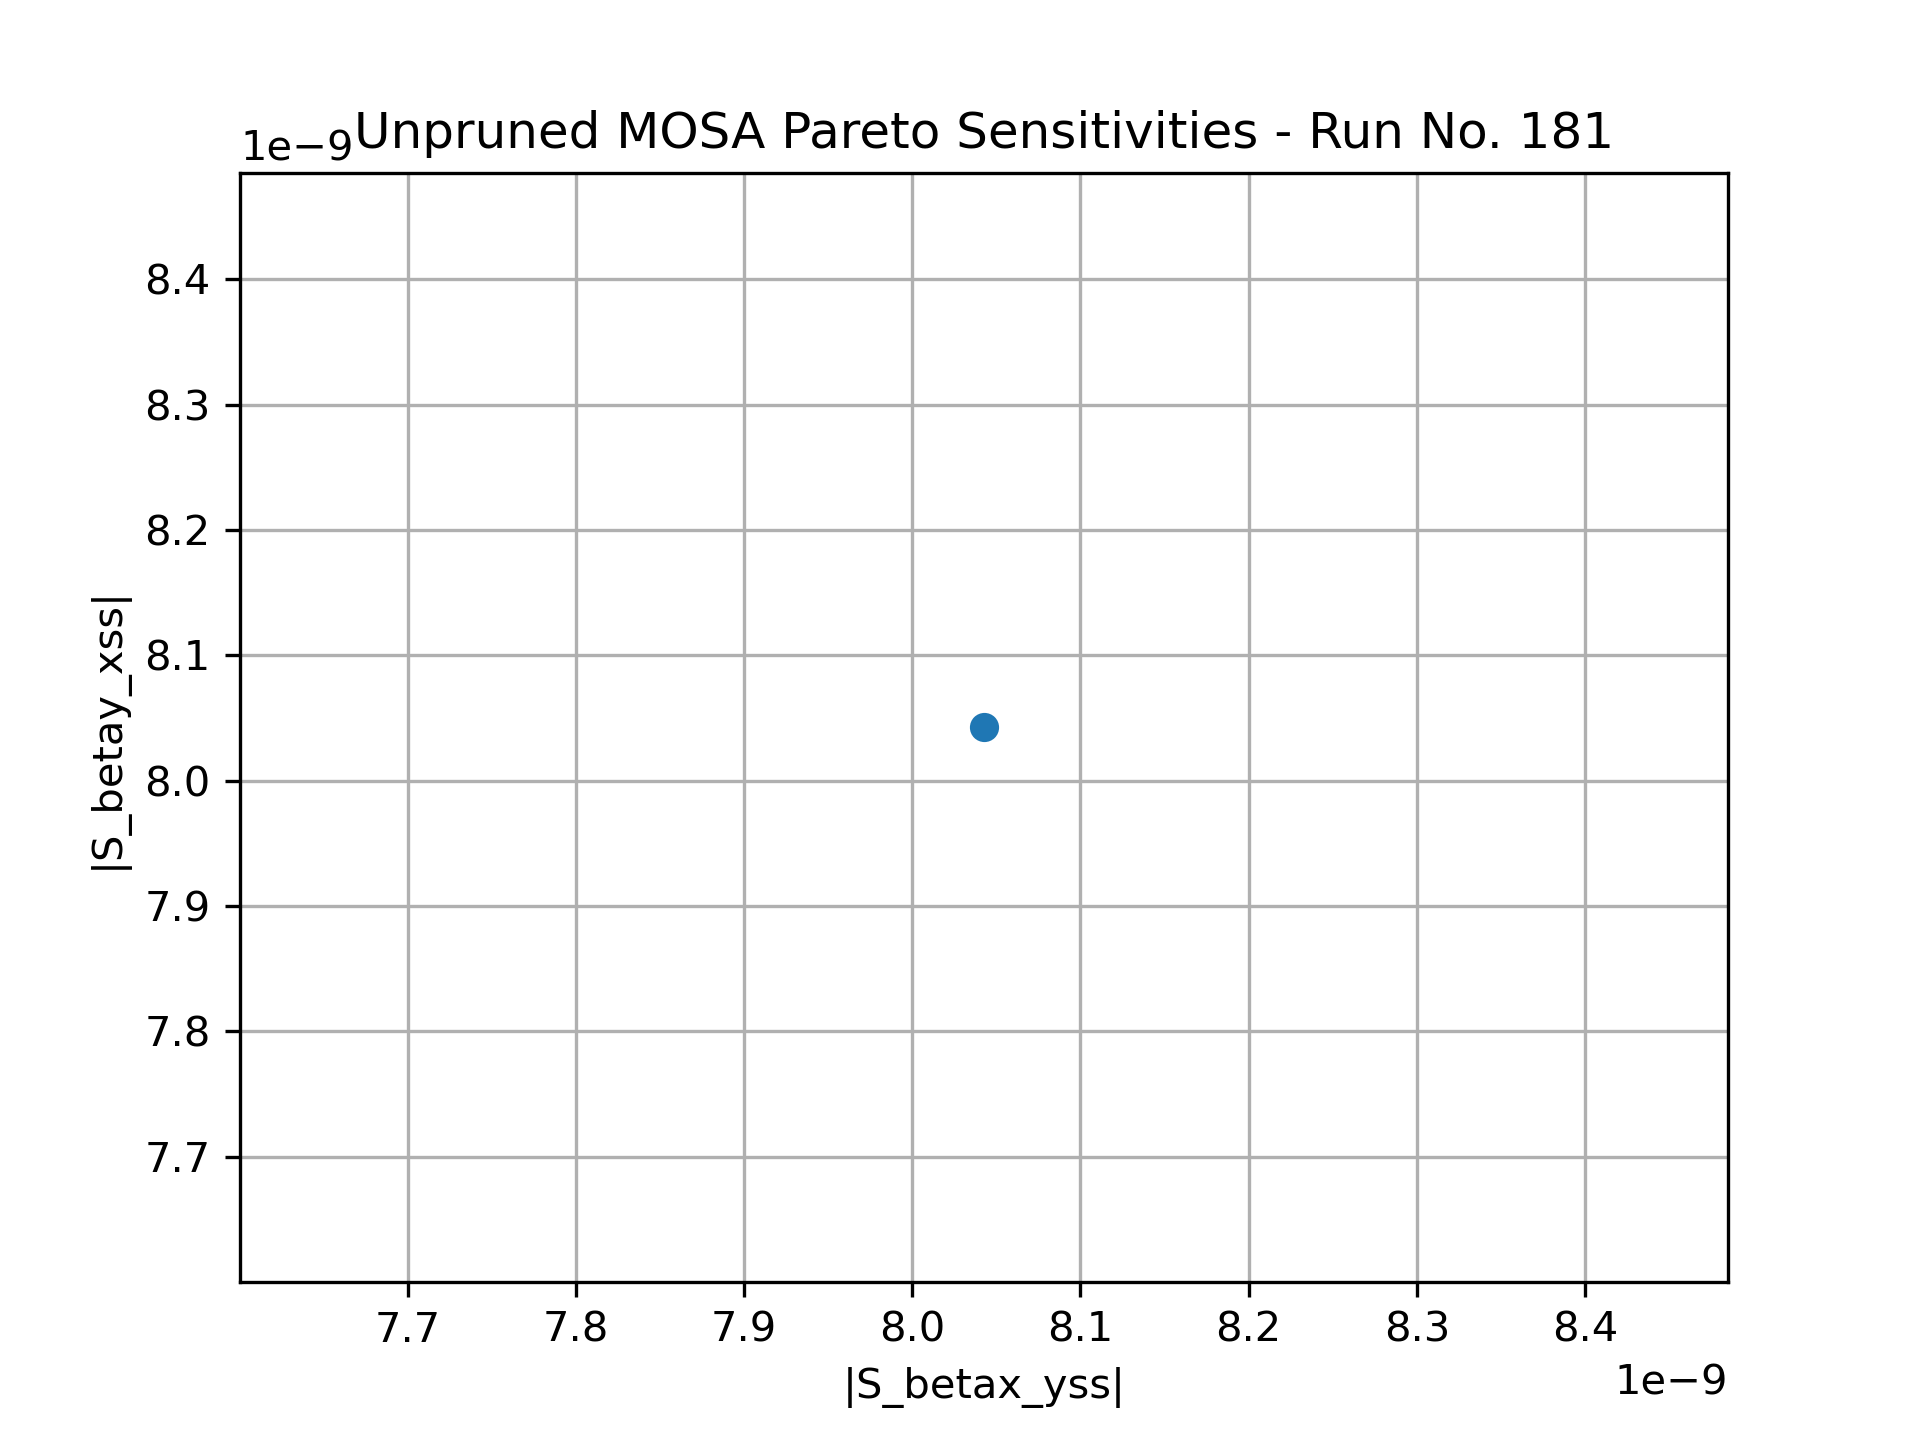 1e−9
Unpruned MOSA Pareto Sensitivities - Run No. 181
|S_betay_xss|
8.4
8.3
8.2
8.1
8.0
7.9
7.8
7.7
7.7 7.8 7.9 8.0 8.1 8.2 8.3 8.4
|S_betax_yss|
1e−9